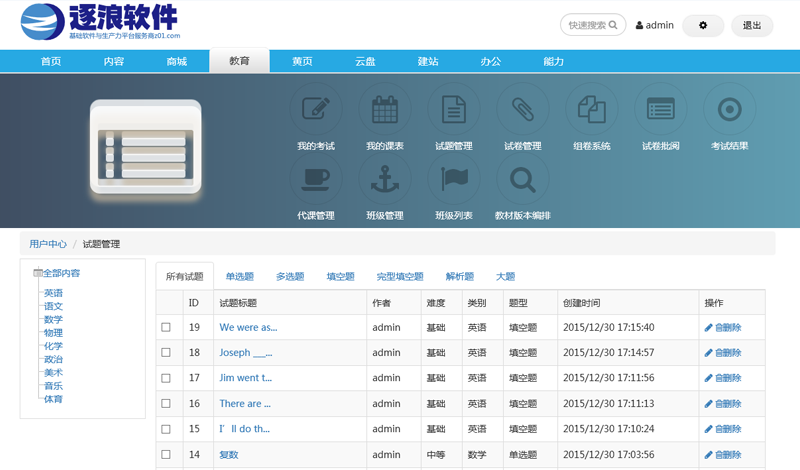 逐浪软件
基础软件与生产力平台服务商z01.com
快速搜索 admin 退出
首页 内容 商城 教育 黄页 云盘 建站 办公 能力
我的考试 我的课表 试题管理 试卷管理 组卷系统 试卷批阅 考试结果
代课管理 班级管理 班级列表 教材版本编排
用户中心 / 试题管理
全部内容
英语
语文
数学
物理
化学
政治
美术
音乐
体育
所有试题 单选题 多选题 填空题 完型填空题 解析题 大题
ID 试题标题 作者 难度 类别 题型 创建时间 操作
19 We were as... admin 基础 英语 填空题 2015/12/30 17:15:40 删除
18 Joseph ___... admin 基础 英语 填空题 2015/12/30 17:14:57 删除
17 Jim went t... admin 基础 英语 填空题 2015/12/30 17:11:56 删除
16 There are ... admin 基础 英语 填空题 2015/12/30 17:11:13 删除
15 I’ll do th... admin 基础 英语 填空题 2015/12/30 17:10:24 删除
14 复数 admin 中等 数学 单选题 2015/12/30 17:03:56 删除